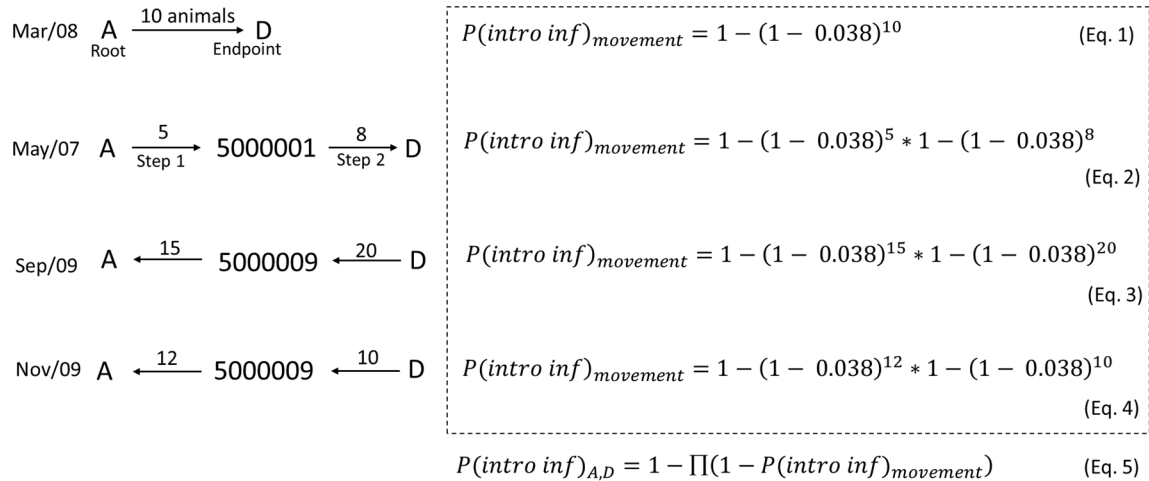 Mar/08 A 10 animals D P(intro inf)movement = 1 − (1 − 0.038)^10 (Eq. 1)
Root Endpoint
May/07 A 5 5000001 8 D P(intro inf)movement = 1 − (1 − 0.038)^5 * 1 − (1 − 0.038)^8
Step 1 Step 2
(Eq. 2)
Sep/09 A 15 5000009 20 D P(intro inf)movement = 1 − (1 − 0.038)^15 * 1 − (1 − 0.038)^20
(Eq. 3)
Nov/09 A 12 5000009 10 D P(intro inf)movement = 1 − (1 − 0.038)^12 * 1 − (1 − 0.038)^10
(Eq. 4)
P(intro inf)A,D = 1 − ∏(1 − P(intro inf)movement) (Eq. 5)